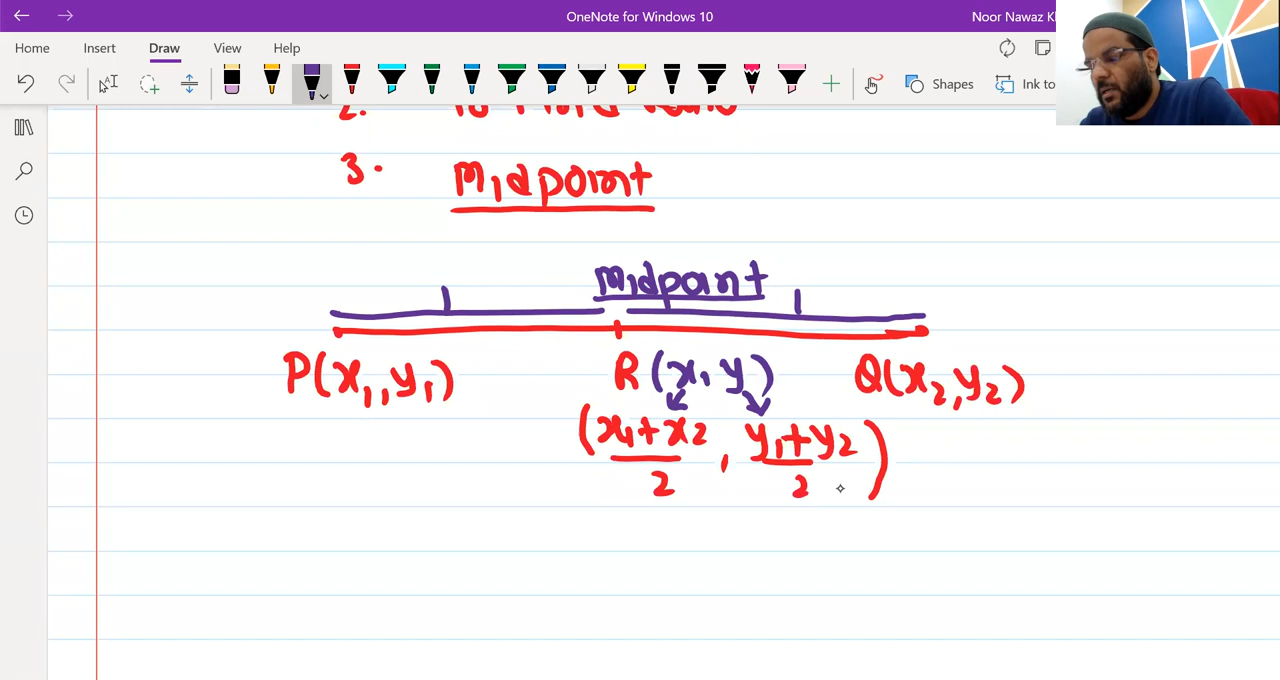 OneNote for Windows 10
Noor Nawaz
Home Insert Draw View Help
Shapes Ink to
2.
3. Midpoint
Midpoint
P(x₁, y₁) R(x, y) Q(x₂, y₂)
(x₁+x₂/2, y₁+y₂/2)